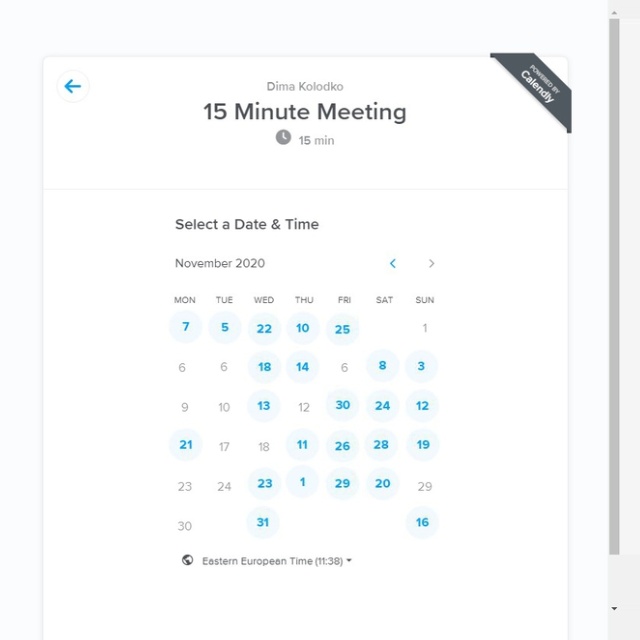 POWERED BY
Calendly
Dima Kolodko
15 Minute Meeting
15 min
Select a Date & Time
November 2020
MON TUE WED THU FRI SAT SUN
7 5 22 10 25 1
6 6 18 14 6 8 3
9 10 13 12 30 24 12
21 17 18 11 26 28 19
23 24 23 1 29 20 29
30 31 16
Eastern European Time (11:38)